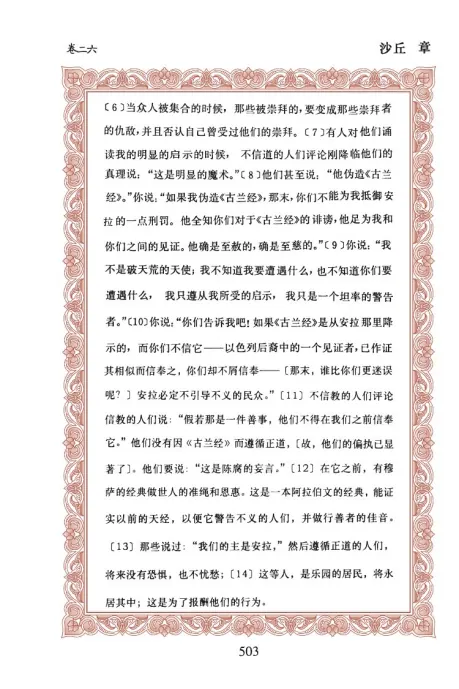 卷二六
沙丘 章
〔6〕当众人被集合的时候，那些被崇拜的，要变成那些崇拜者
的仇敌，并且否认自己曾受过他们的崇拜。〔7〕有人对他们诵
读我的明显的启示的时候， 不信道的人们评论刚降临他们的
真理说：“这是明显的魔术。”〔8〕他们甚至说：“他伪造《古兰
经》。”你说：“如果我伪造《古兰经》，那末，你们不能为我抵御安
拉的一点刑罚。他全知你们对于《古兰经》的诽谤，他足为我和
你们之间的见证。他确是至赦的，确是至慈的。”〔9〕你说：“我
不是破天荒的天使；我不知道我要遭遇什么，也不知道你们要
遭遇什么， 我只遵从我所受的启示， 我只是一个坦率的警告
者。”〔10〕你说：“你们告诉我吧！如果《古兰经》是从安拉那里降
示的，而你们不信它——以色列后裔中的一个见证者，已作证
其相似而信奉之，你们却不屑信奉——〔那末，谁比你们更迷误
呢？〕安拉必定不引导不义的民众。”〔11〕不信教的人们评论
信教的人们说：“假若那是一件善事，他们不得在我们之前信奉
它。”他们没有因《古兰经》而遵循正道，〔故，他们的偏执已显
著了〕。他们要说：“这是陈腐的妄言。”〔12〕在它之前，有穆
萨的经典做世人的准绳和恩惠。这是一本阿拉伯文的经典，能证
实以前的天经，以便它警告不义的人们，并做行善者的佳音。
〔13〕那些说过：“我们的主是安拉，”然后遵循正道的人们，
将来没有恐惧，也不忧愁；〔14〕这等人，是乐园的居民，将永
居其中；这是为了报酬他们的行为。
503